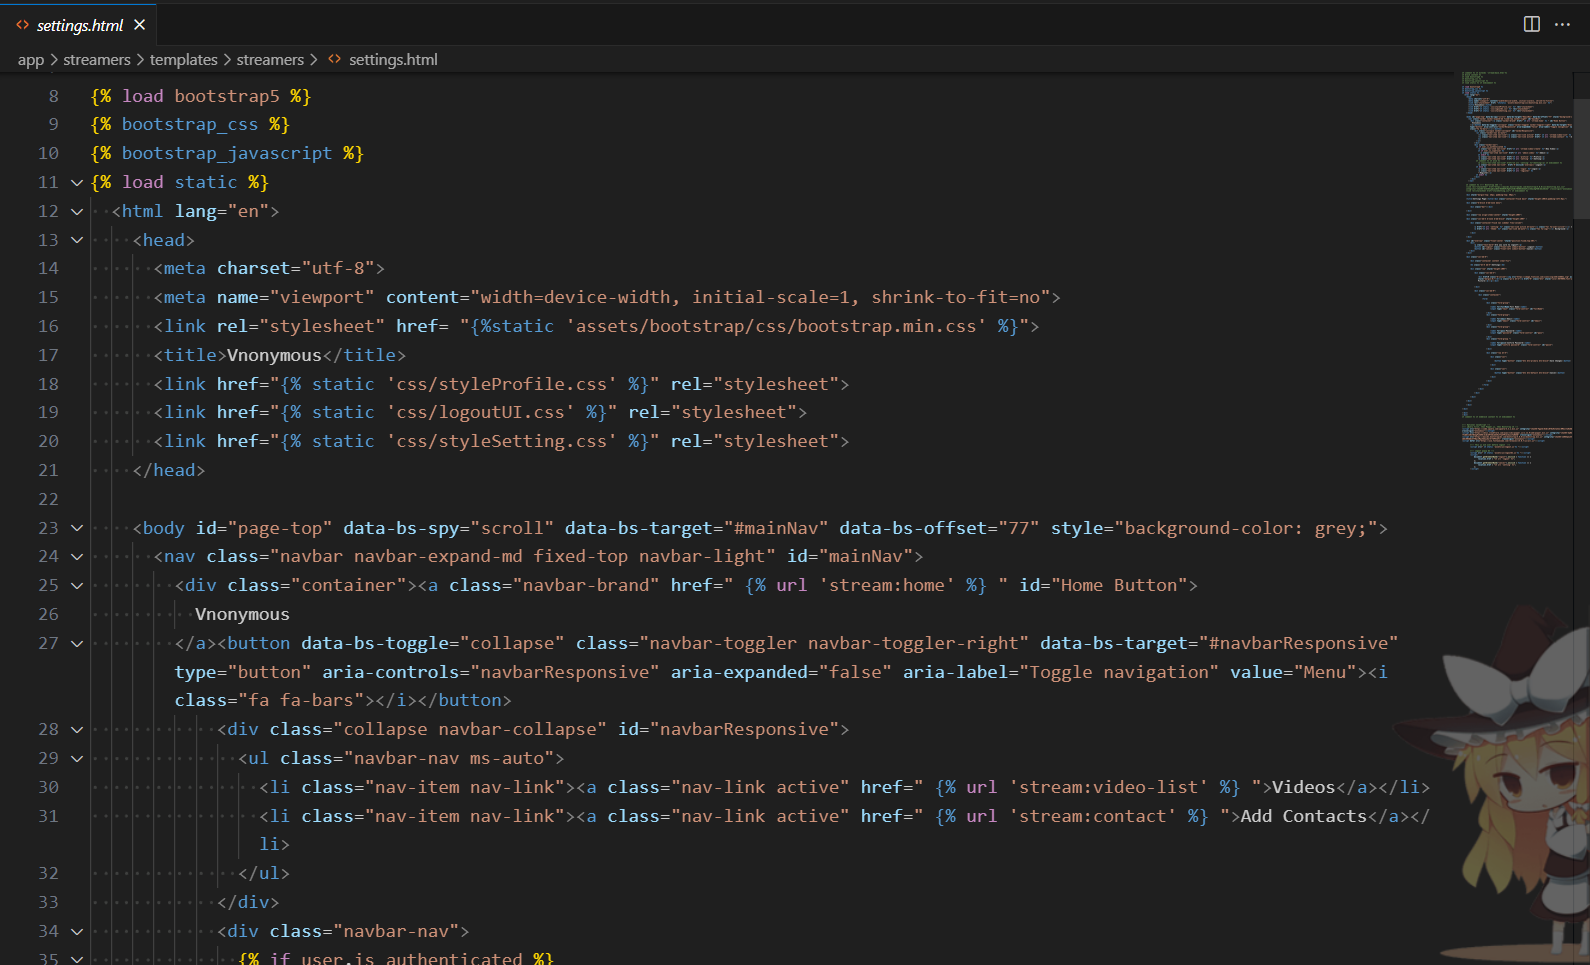 settings.html
app > streamers > templates > streamers > <> settings.html
8 {% load bootstrap5 %}
9 {% bootstrap_css %}
10 {% bootstrap_javascript %}
11 {% load static %}
12 <html lang="en">
13 <head>
14 <meta charset="utf-8">
15 <meta name="viewport" content="width=device-width, initial-scale=1, shrink-to-fit=no">
16 <link rel="stylesheet" href= "{%static 'assets/bootstrap/css/bootstrap.min.css' %}">
17 <title>Vnonymous</title>
18 <link href="{% static 'css/styleProfile.css' %}" rel="stylesheet">
19 <link href="{% static 'css/logoutUI.css' %}" rel="stylesheet">
20 <link href="{% static 'css/styleSetting.css' %}" rel="stylesheet">
21 </head>
22
23 <body id="page-top" data-bs-spy="scroll" data-bs-target="#mainNav" data-bs-offset="77" style="background-color: grey;">
24 <nav class="navbar navbar-expand-md fixed-top navbar-light" id="mainNav">
25 <div class="container"><a class="navbar-brand" href=" {% url 'stream:home' %} " id="Home Button">
26 Vnonymous
27 </a><button data-bs-toggle="collapse" class="navbar-toggler navbar-toggler-right" data-bs-target="#navbarResponsive"
type="button" aria-controls="navbarResponsive" aria-expanded="false" aria-label="Toggle navigation" value="Menu"><i
class="fa fa-bars"></i></button>
28 <div class="collapse navbar-collapse" id="navbarResponsive">
29 <ul class="navbar-nav ms-auto">
30 <li class="nav-item nav-link"><a class="nav-link active" href=" {% url 'stream:video-list' %} ">Videos</a></li>
31 <li class="nav-item nav-link"><a class="nav-link active" href=" {% url 'stream:contact' %} ">Add Contacts</a></
li>
32 </ul>
33 </div>
34 <div class="navbar-nav">
35 {% if user.is_authenticated %}